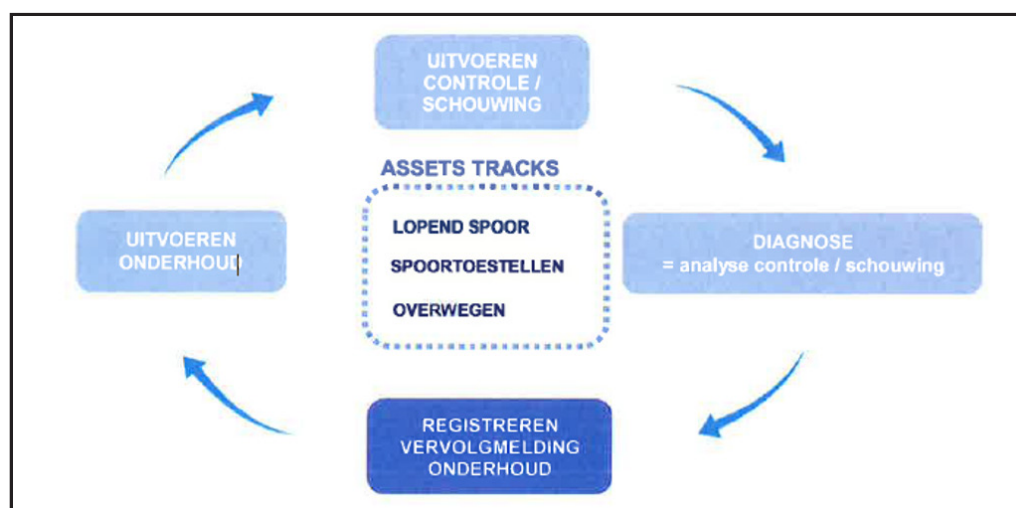 UITVOEREN
CONTROLE /
SCHOUWING
ASSETS TRACKS
LOPEND SPOOR
SPOORTOESTELLEN
OVERWEGEN
UITVOEREN
ONDERHOUD
DIAGNOSE
= analyse controle / schouwing
REGISTREREN
VERVOLGMELDING
ONDERHOUD